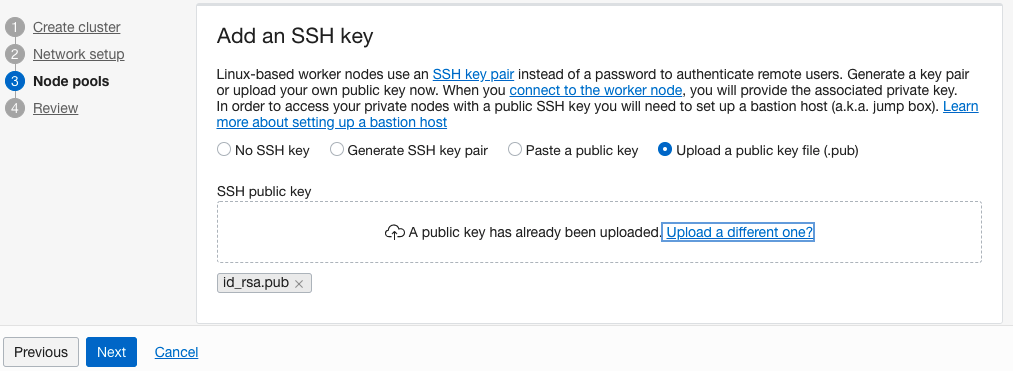 1 Create cluster
2 Network setup
3 Node pools
4 Review
Add an SSH key
Linux-based worker nodes use an SSH key pair instead of a password to authenticate remote users. Generate a key pair
or upload your own public key now. When you connect to the worker node, you will provide the associated private key.
In order to access your private nodes with a public SSH key you will need to set up a bastion host (a.k.a. jump box). Learn
more about setting up a bastion host
No SSH key Generate SSH key pair Paste a public key Upload a public key file (.pub)
SSH public key
A public key has already been uploaded. Upload a different one?
id_rsa.pub ×
Previous Next Cancel